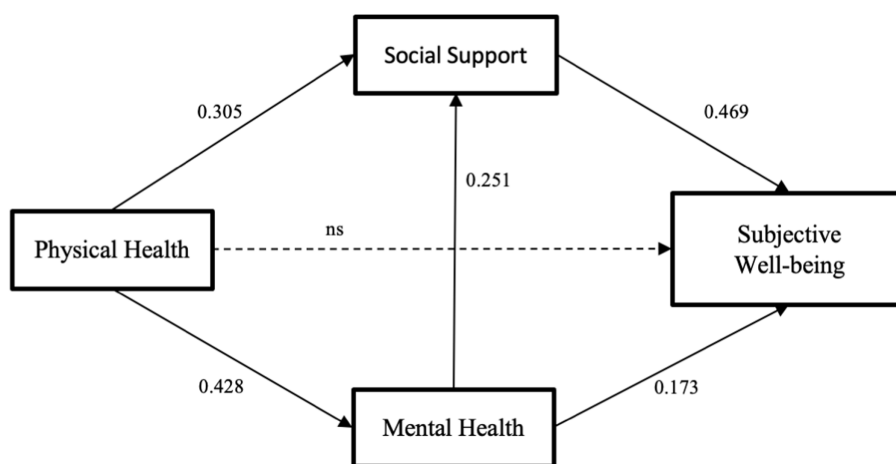 Social Support
0.305
0.469
0.251
Physical Health
ns
Subjective
Well-being
0.428
0.173
Mental Health